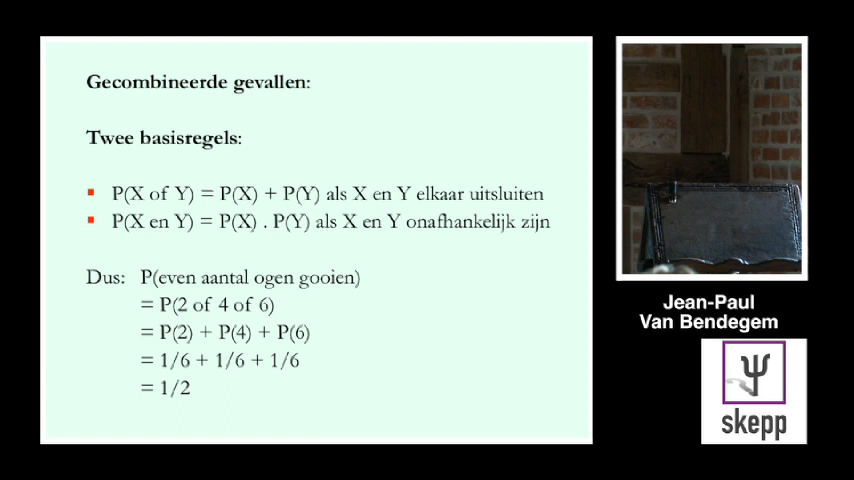 Gecombineerde gevallen:
Twee basisregels:
P(X of Y) = P(X) + P(Y) als X en Y elkaar uitsluiten
P(X en Y) = P(X) . P(Y) als X en Y onafhankelijk zijn
Dus: P(even aantal ogen gooien)
= P(2 of 4 of 6)
= P(2) + P(4) + P(6)
= 1/6 + 1/6 + 1/6
= 1/2
Jean-Paul
Van Bendegem
skepp